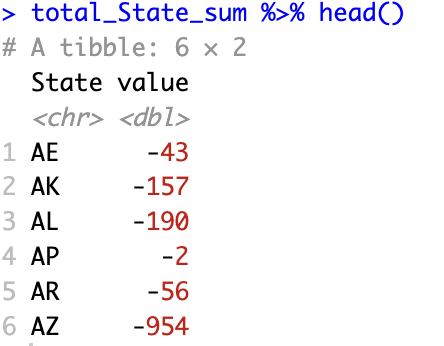 > total_State_sum %>% head()
# A tibble: 6 × 2
State value
<chr> <dbl>
1 AE -43
2 AK -157
3 AL -190
4 AP -2
5 AR -56
6 AZ -954